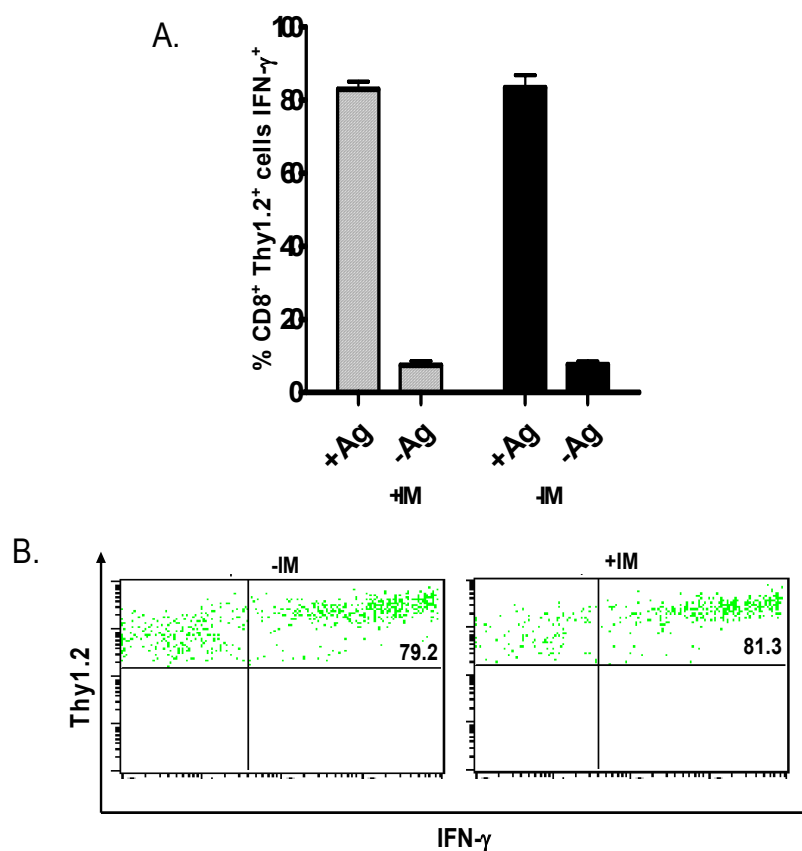 A.
% CD8+ Thy1.2+ cells IFN-γ+
100
80
60
40
20
0
+Ag
-Ag
+Ag
-Ag
+IM
-IM
B.
-IM
+IM
79.2
81.3
Thy1.2
IFN-γ